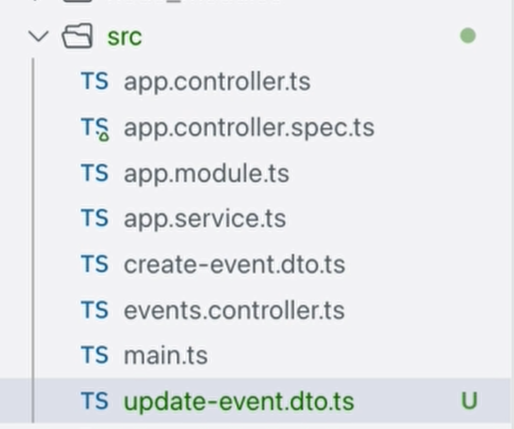 src
TS app.controller.ts
TS app.controller.spec.ts
TS app.module.ts
TS app.service.ts
TS create-event.dto.ts
TS events.controller.ts
TS main.ts
TS update-event.dto.ts U